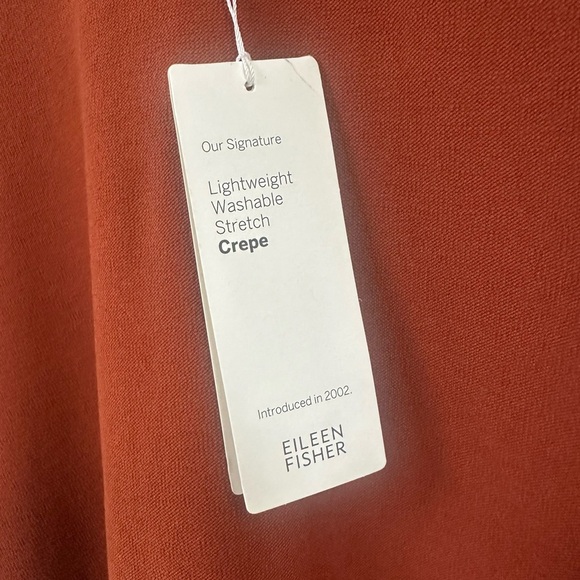 Our Signature
Lightweight
Washable
Stretch
Crepe
Introduced in 2002.
EILEEN
FISHER